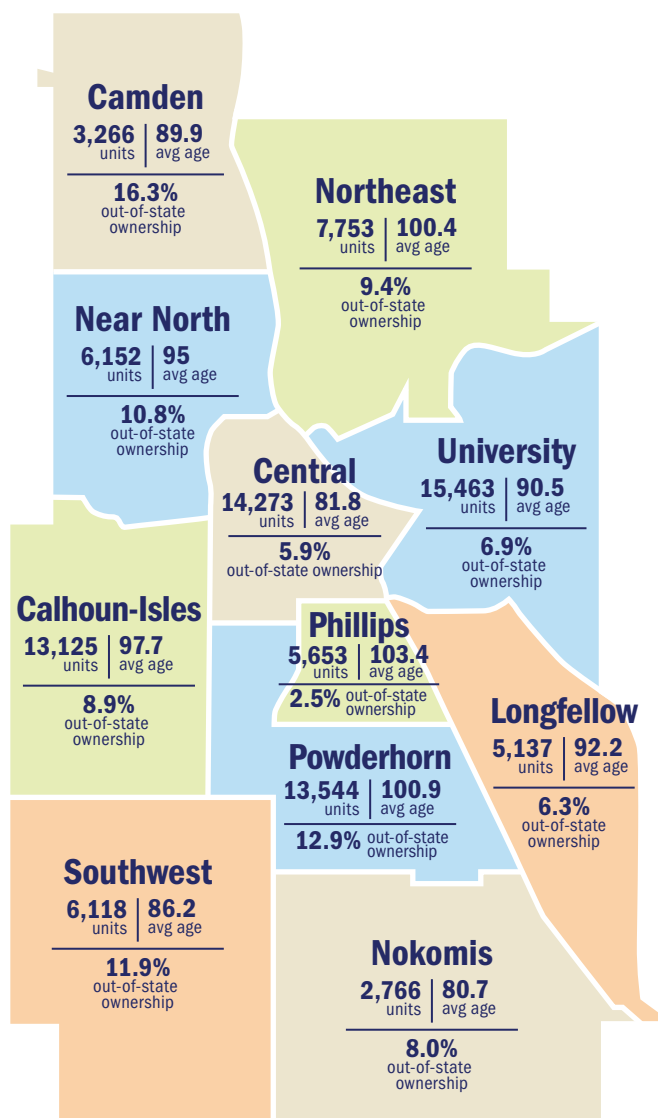 Camden
3,266 | 89.9
units avg age
16.3%
out-of-state
ownership
Northeast
7,753 | 100.4
units avg age
9.4%
out-of-state
ownership
Near North
6,152 | 95
units avg age
10.8%
out-of-state
ownership
Central
14,273 | 81.8
units avg age
5.9%
out-of-state ownership
University
15,463 | 90.5
units avg age
6.9%
out-of-state
ownership
Calhoun-Isles
13,125 | 97.7
units avg age
8.9%
out-of-state
ownership
Phillips
5,653 | 103.4
units avg age
2.5% out-of-state
ownership
Longfellow
5,137 | 92.2
units avg age
6.3%
out-of-state
ownership
Powderhorn
13,544 | 100.9
units avg age
12.9% out-of-state
ownership
Southwest
6,118 | 86.2
units avg age
11.9%
out-of-state
ownership
Nokomis
2,766 | 80.7
units avg age
8.0%
out-of-state
ownership